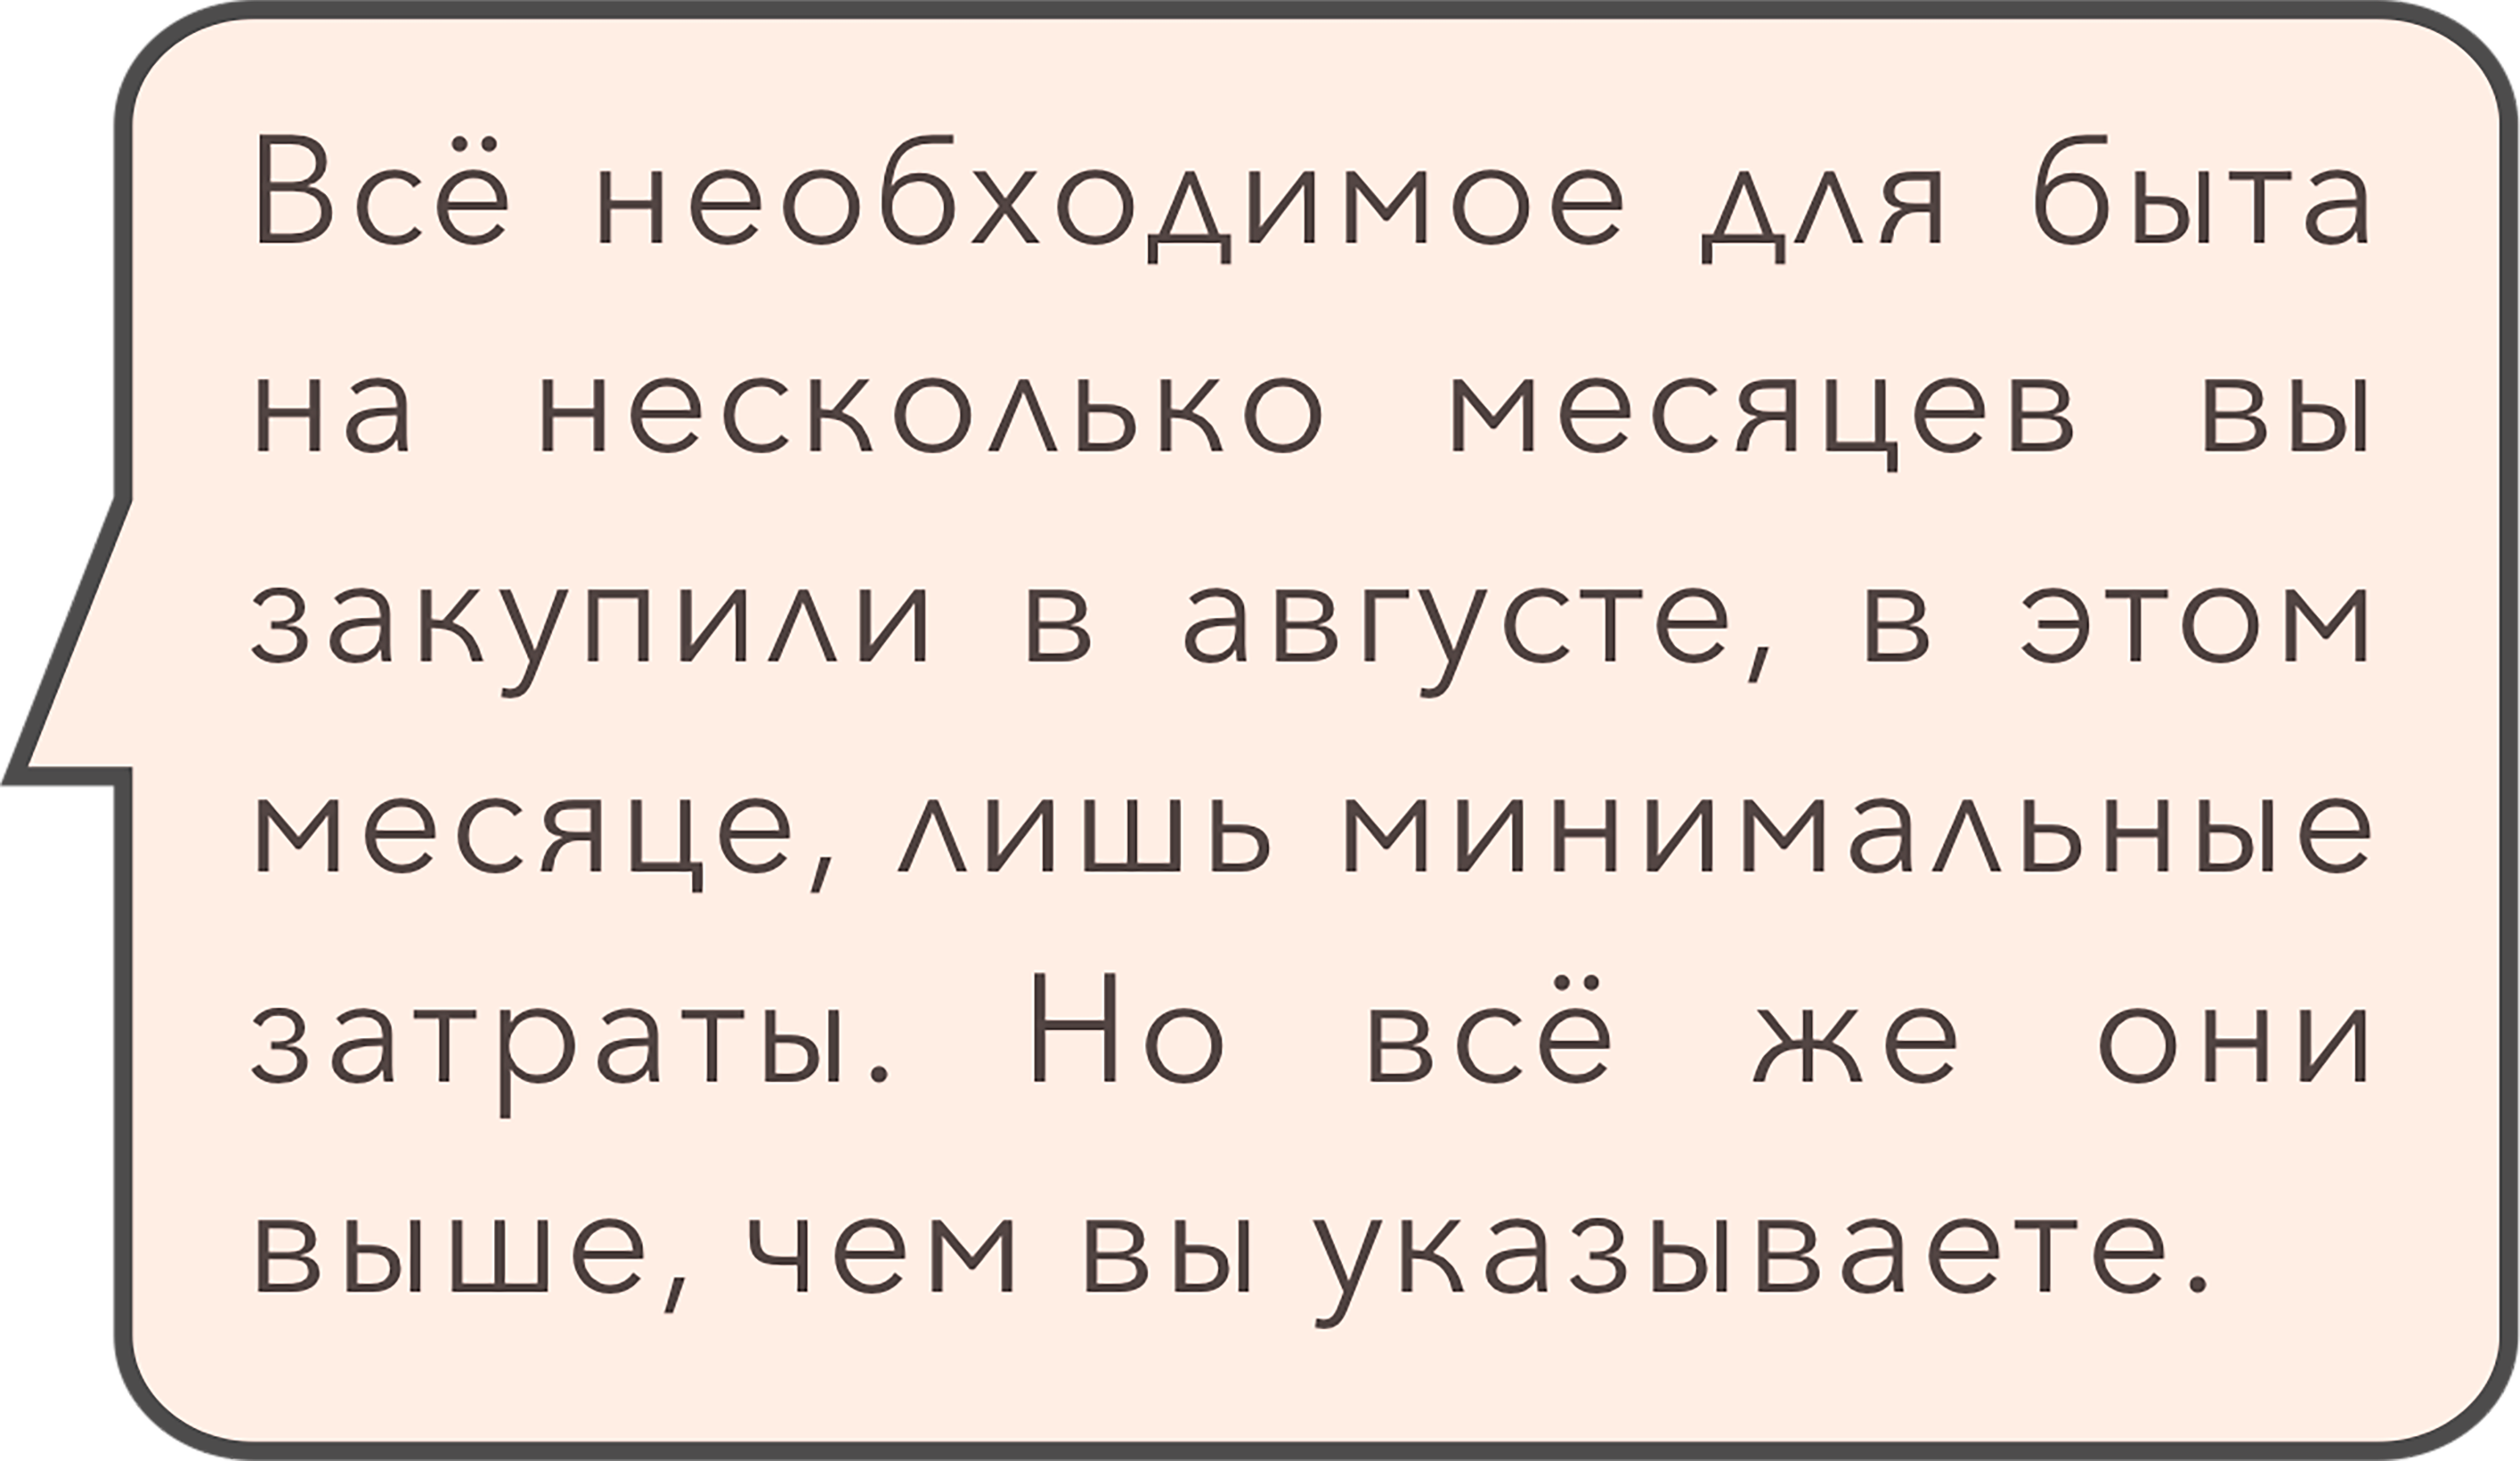 Всё необходимое для быта
на несколько месяцев вы
закупили в августе, в этом
месяце, лишь минимальные
затраты. Но всё же они
выше, чем вы указываете.